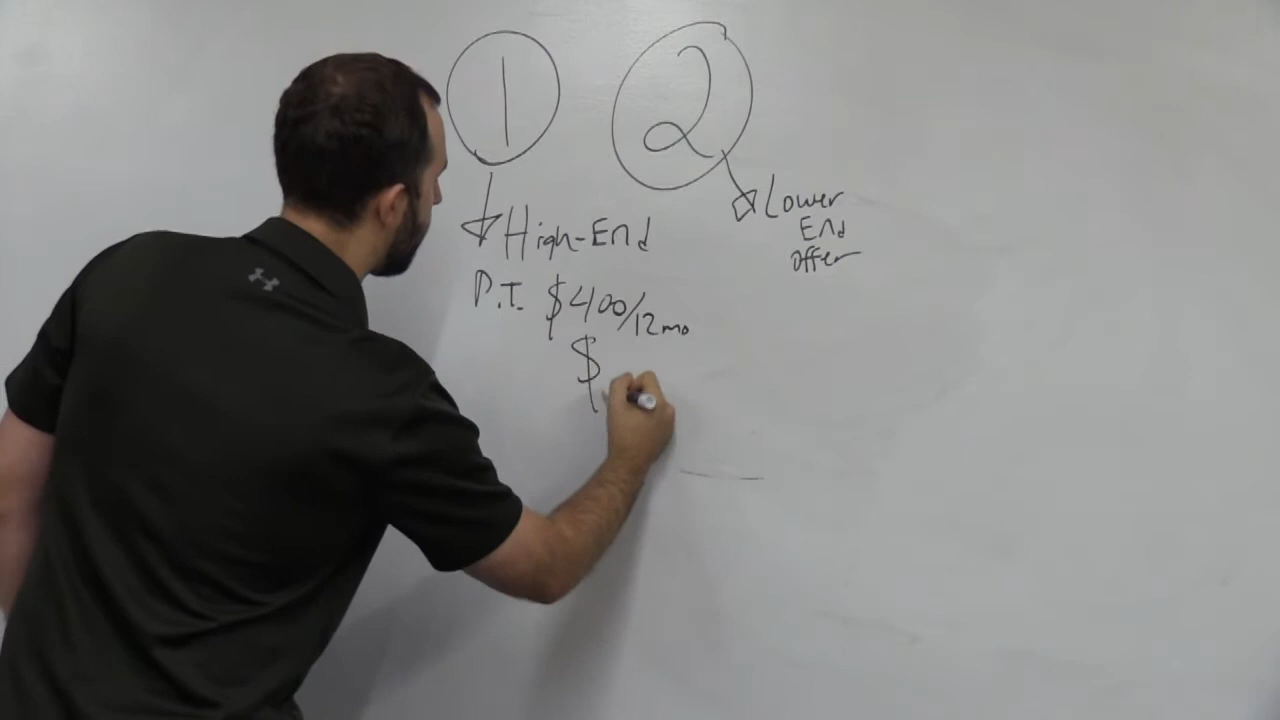 1
2
High-End
P.T. $400/12mo
$
Lower
End
Offer